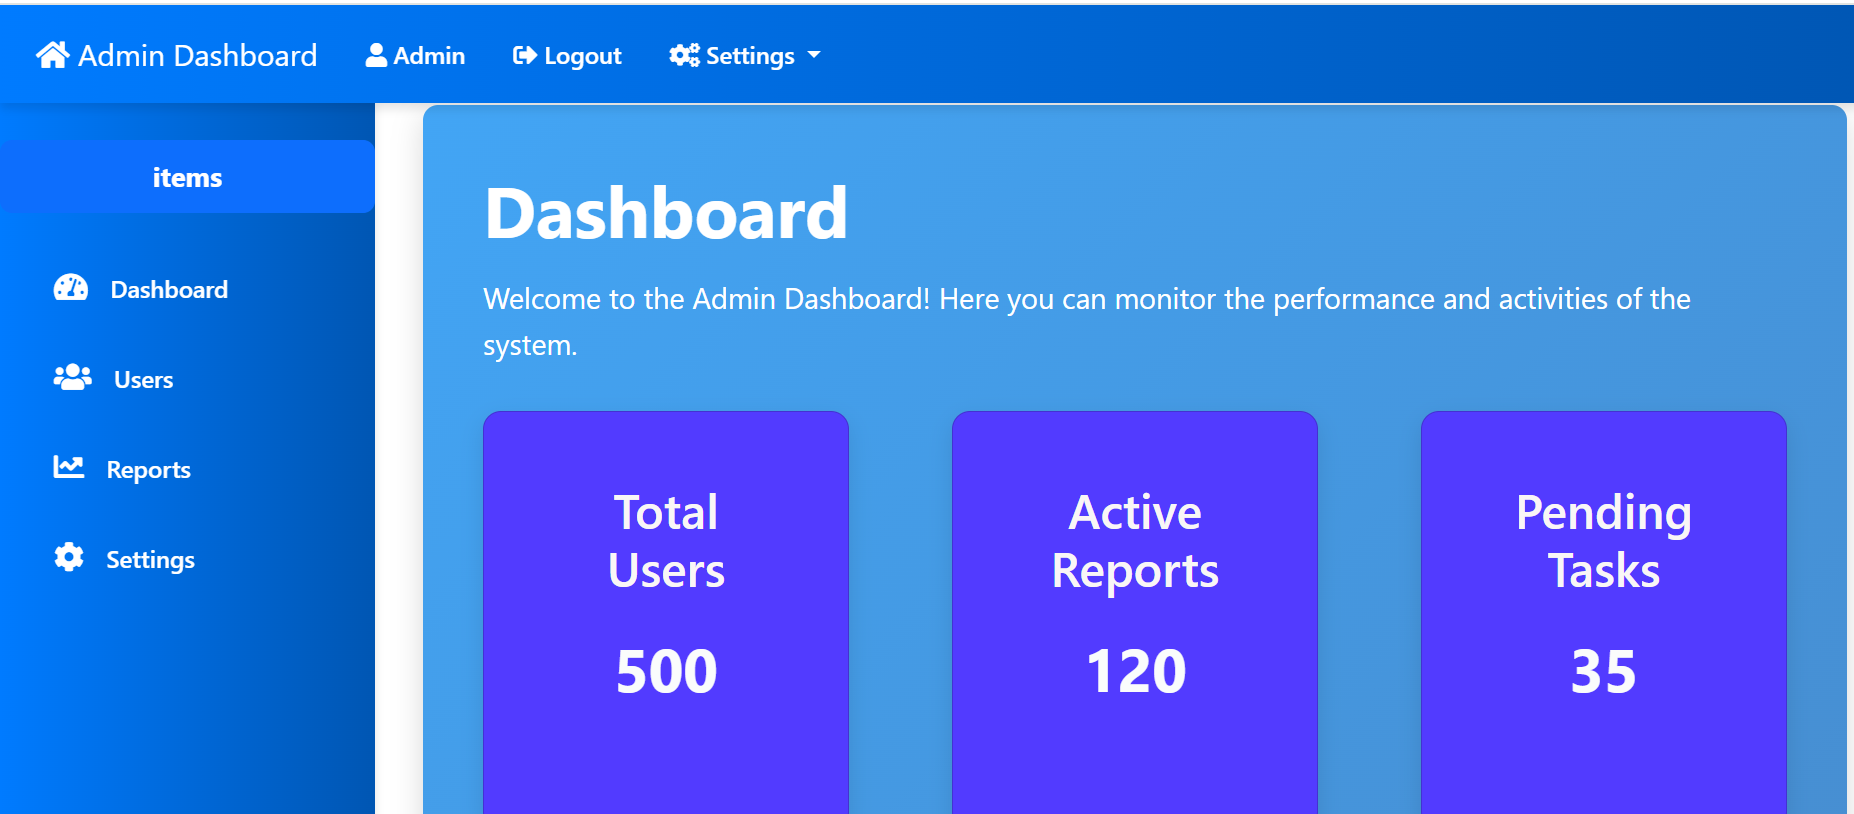 Admin Dashboard Admin Logout Settings
items
Dashboard
Users
Reports
Settings
Dashboard
Welcome to the Admin Dashboard! Here you can monitor the performance and activities of the
system.
Total
Users
500
Active
Reports
120
Pending
Tasks
35